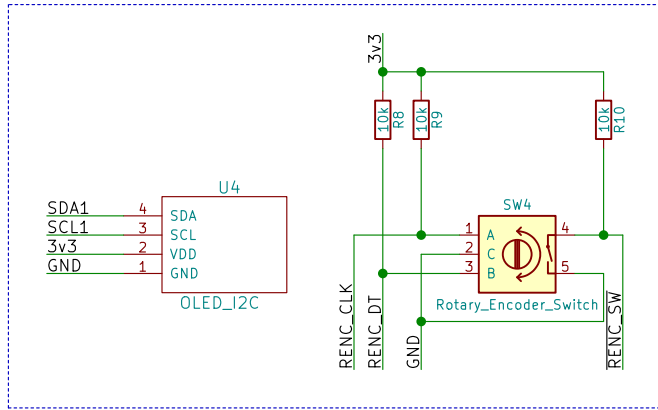 3v3
10k
R8
10k
R9
10k
R10
U4
SDA1 4 SDA
SCL1 3 SCL
3v3 2 VDD
GND 1 GND
OLED_I2C
SW4
1 A 4
2 C
3 B 5
Rotary_Encoder_Switch
RENC_CLK
RENC_DT
GND
RENC_SW